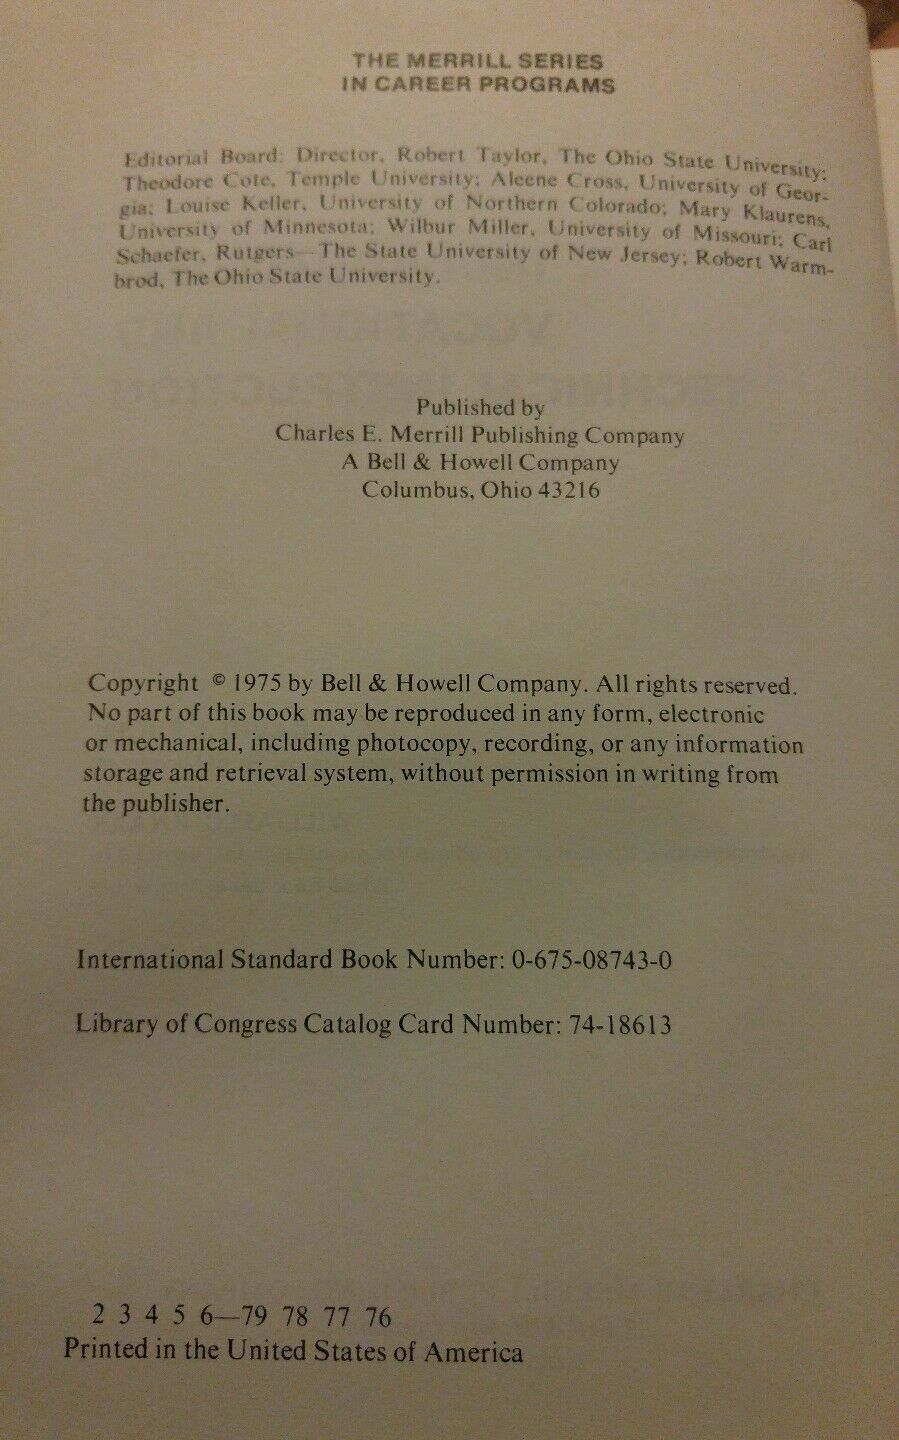 THE MERRILL SERIES
IN CAREER PROGRAMS
Editorial Board: Director, Robert Taylor, The Ohio State University;
Theodore Cote, Temple University; Aleene Cross, University of Geor-
gia; Louise Keller, University of Northern Colorado; Mary Klaurens,
University of Minnesota; Wilbur Miller, University of Missouri; Carl
Schaefer, Rutgers—The State University of New Jersey; Robert Warm-
brod, The Ohio State University.
Published by
Charles E. Merrill Publishing Company
A Bell & Howell Company
Columbus, Ohio 43216
Copyright © 1975 by Bell & Howell Company. All rights reserved.
No part of this book may be reproduced in any form, electronic
or mechanical, including photocopy, recording, or any information
storage and retrieval system, without permission in writing from
the publisher.
International Standard Book Number: 0-675-08743-0
Library of Congress Catalog Card Number: 74-18613
2 3 4 5 6—79 78 77 76
Printed in the United States of America